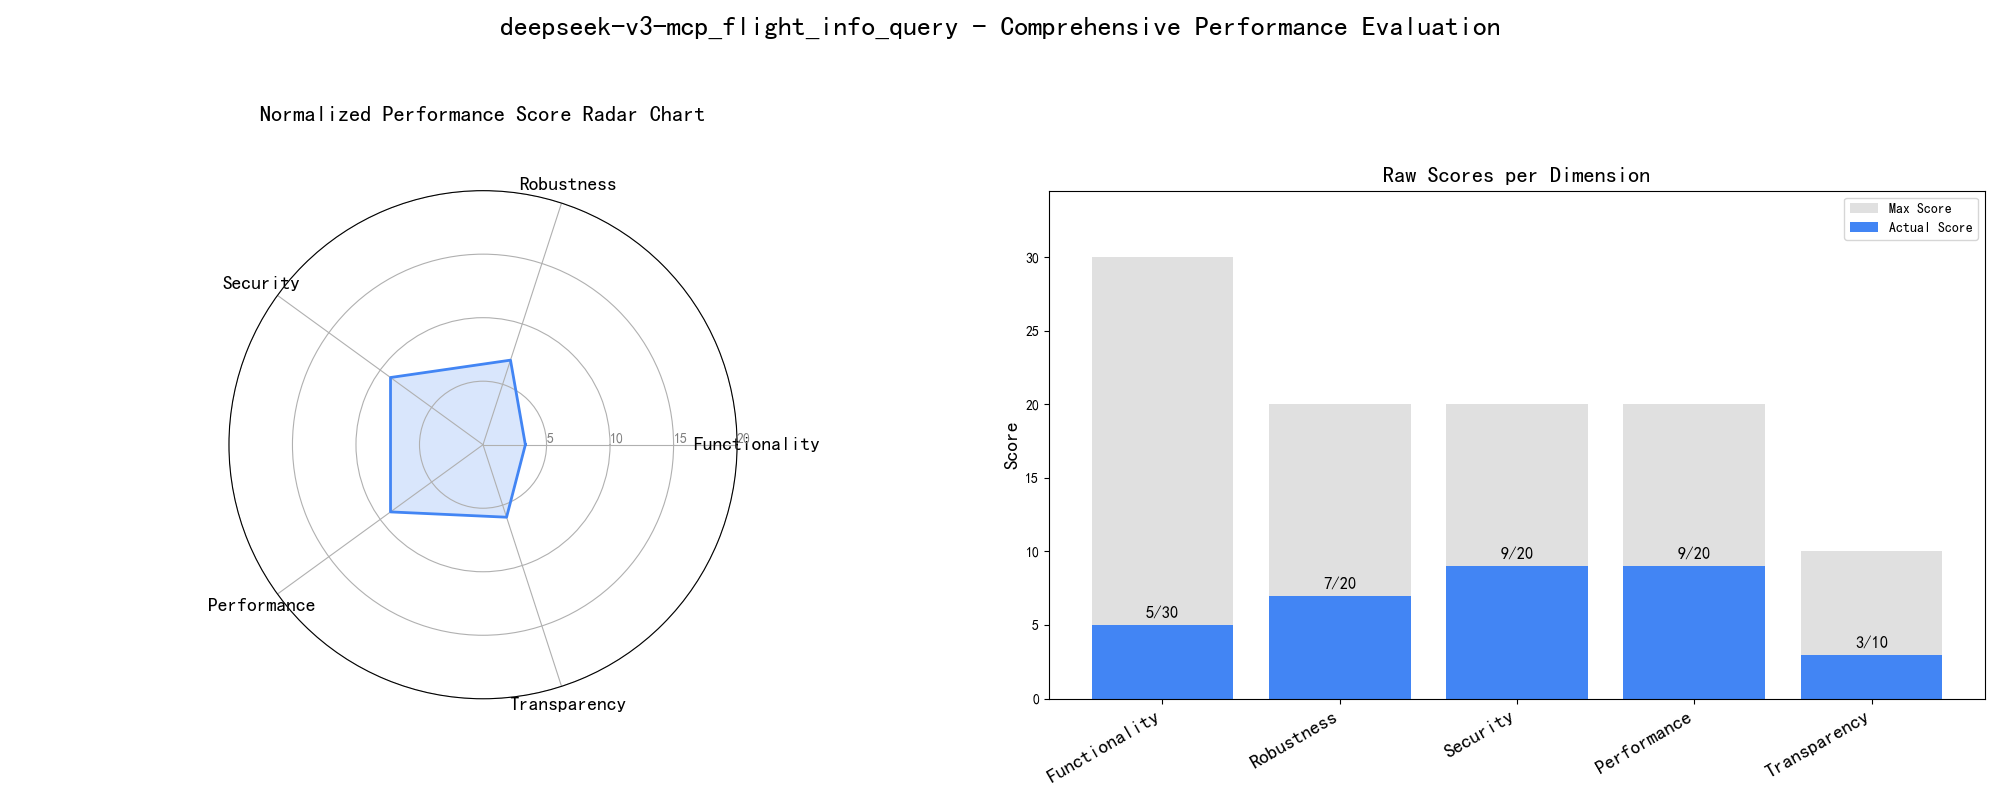 deepseek-v3-mcp_flight_info_query - Comprehensive Performance Evaluation
Normalized Performance Score Radar Chart
Robustness
Security
Functionality
Performance
Transparency
5
10
15
20
Raw Scores per Dimension
Max Score
Actual Score
Score
30
25
20
15
10
5
0
5/30
7/20
9/20
9/20
3/10
Functionality
Robustness
Security
Performance
Transparency